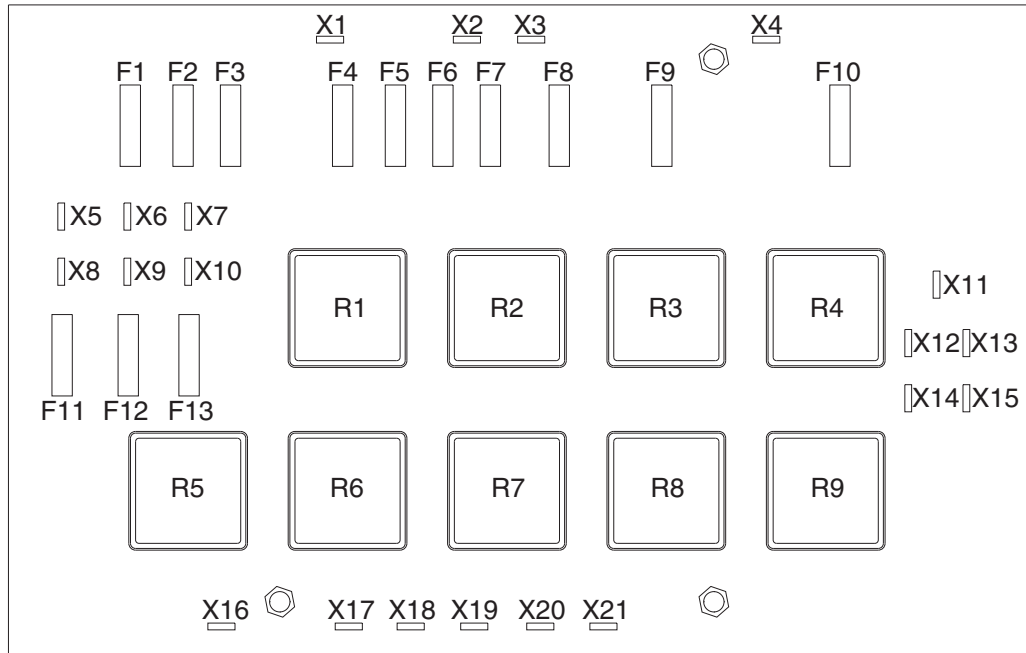 X1 X2 X3 X4
F1 F2 F3 F4 F5 F6 F7 F8 F9 F10
X5 X6 X7
X8 X9 X10
X11
R1 R2 R3 R4
X12 X13
X14 X15
F11 F12 F13
R5 R6 R7 R8 R9
X16 X17 X18 X19 X20 X21